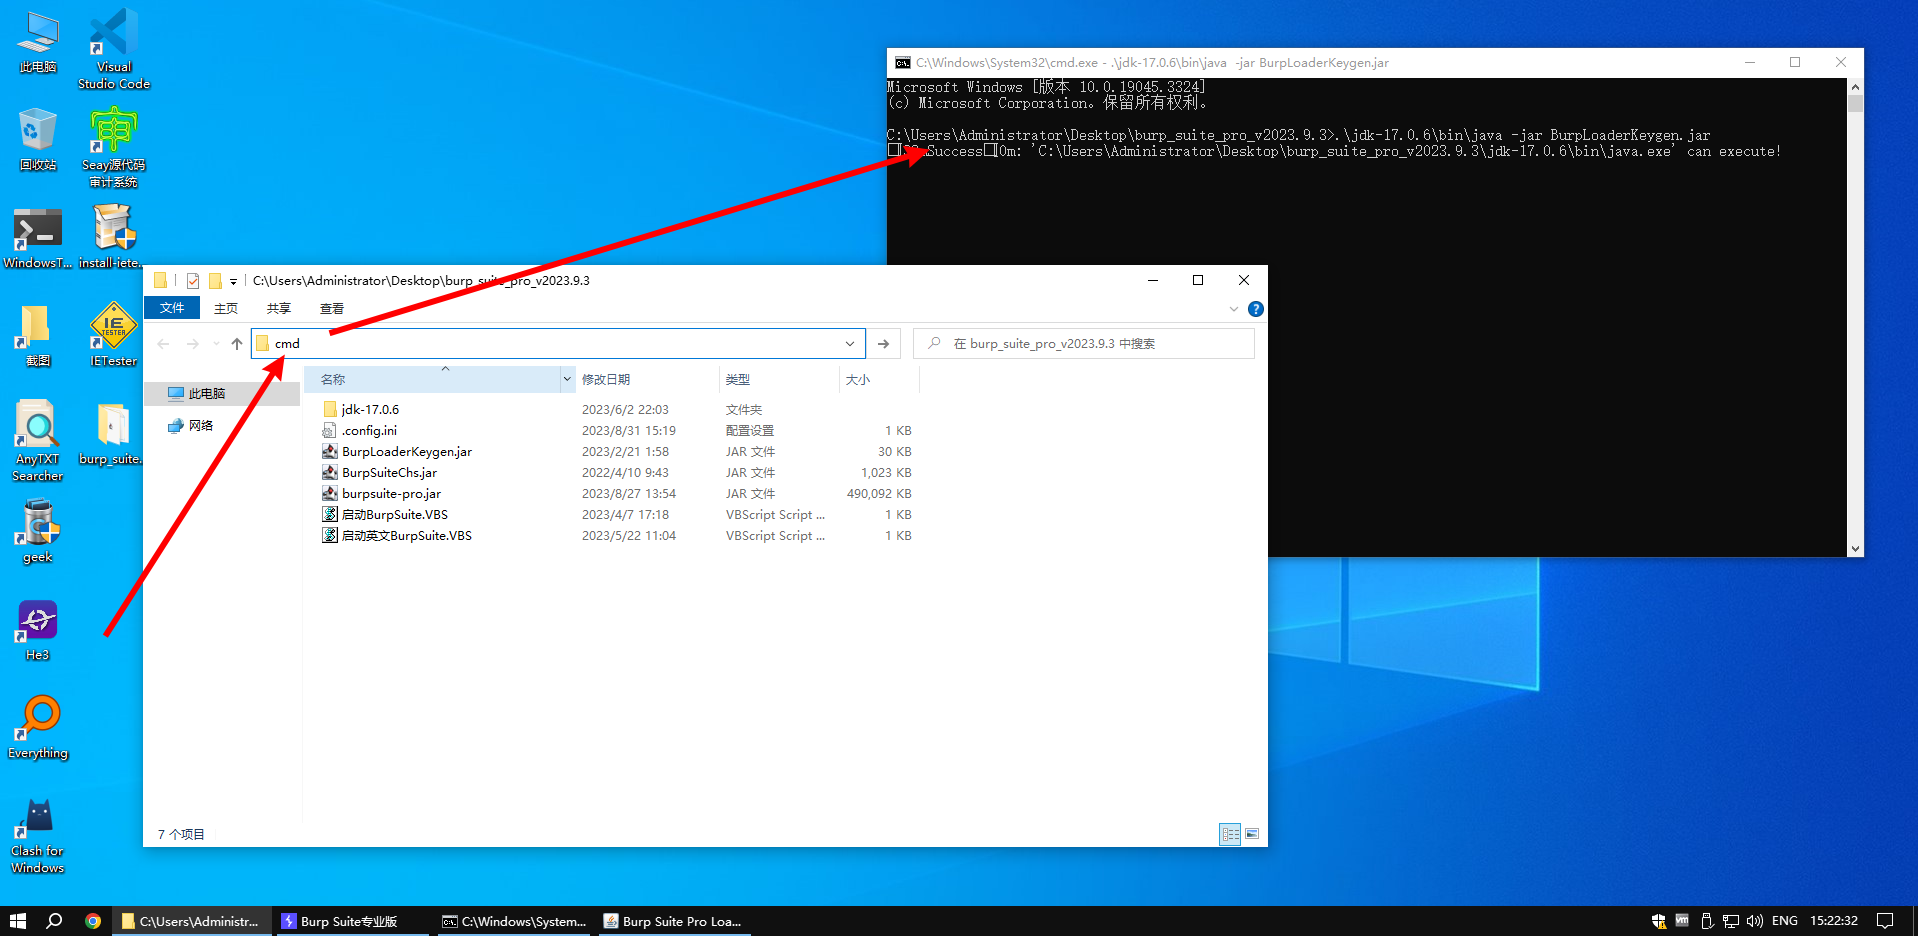 此电脑
Visual
Studio Code
回收站
Seay源代码
审计系统
WindowsT...
install-iete...
截图
IE
TESTER
IETester
AnyTXT
Searcher
burp_suite...
geek
He3
Everything
Clash for
Windows
C:\Windows\System32\cmd.exe - .\jdk-17.0.6\bin\java  -jar BurpLoaderKeygen.jar
Microsoft Windows [版本 10.0.19045.3324]
(c) Microsoft Corporation。保留所有权利。
C:\Users\Administrator\Desktop\burp_suite_pro_v2023.9.3>.\jdk-17.0.6\bin\java -jar BurpLoaderKeygen.jar
Success [0m: 'C:\Users\Administrator\Desktop\burp_suite_pro_v2023.9.3\jdk-17.0.6\bin\java.exe' can execute!
C:\Users\Administrator\Desktop\burp_suite_pro_v2023.9.3
文件 主页 共享 查看
cmd
在 burp_suite_pro_v2023.9.3 中搜索
此电脑
网络
名称 修改日期 类型 大小
jdk-17.0.6 2023/6/2 22:03 文件夹
.config.ini 2023/8/31 15:19 配置设置 1 KB
BurpLoaderKeygen.jar 2023/2/21 1:58 JAR 文件 30 KB
BurpSuiteChs.jar 2022/4/10 9:43 JAR 文件 1,023 KB
burpsuite-pro.jar 2023/8/27 13:54 JAR 文件 490,092 KB
启动BurpSuite.VBS 2023/4/7 17:18 VBScript Script ... 1 KB
启动英文BurpSuite.VBS 2023/5/22 11:04 VBScript Script ... 1 KB
7 个项目
C:\Users\Administr... Burp Suite专业版 C:\Windows\System... Burp Suite Pro Loa... ENG 15:22:32